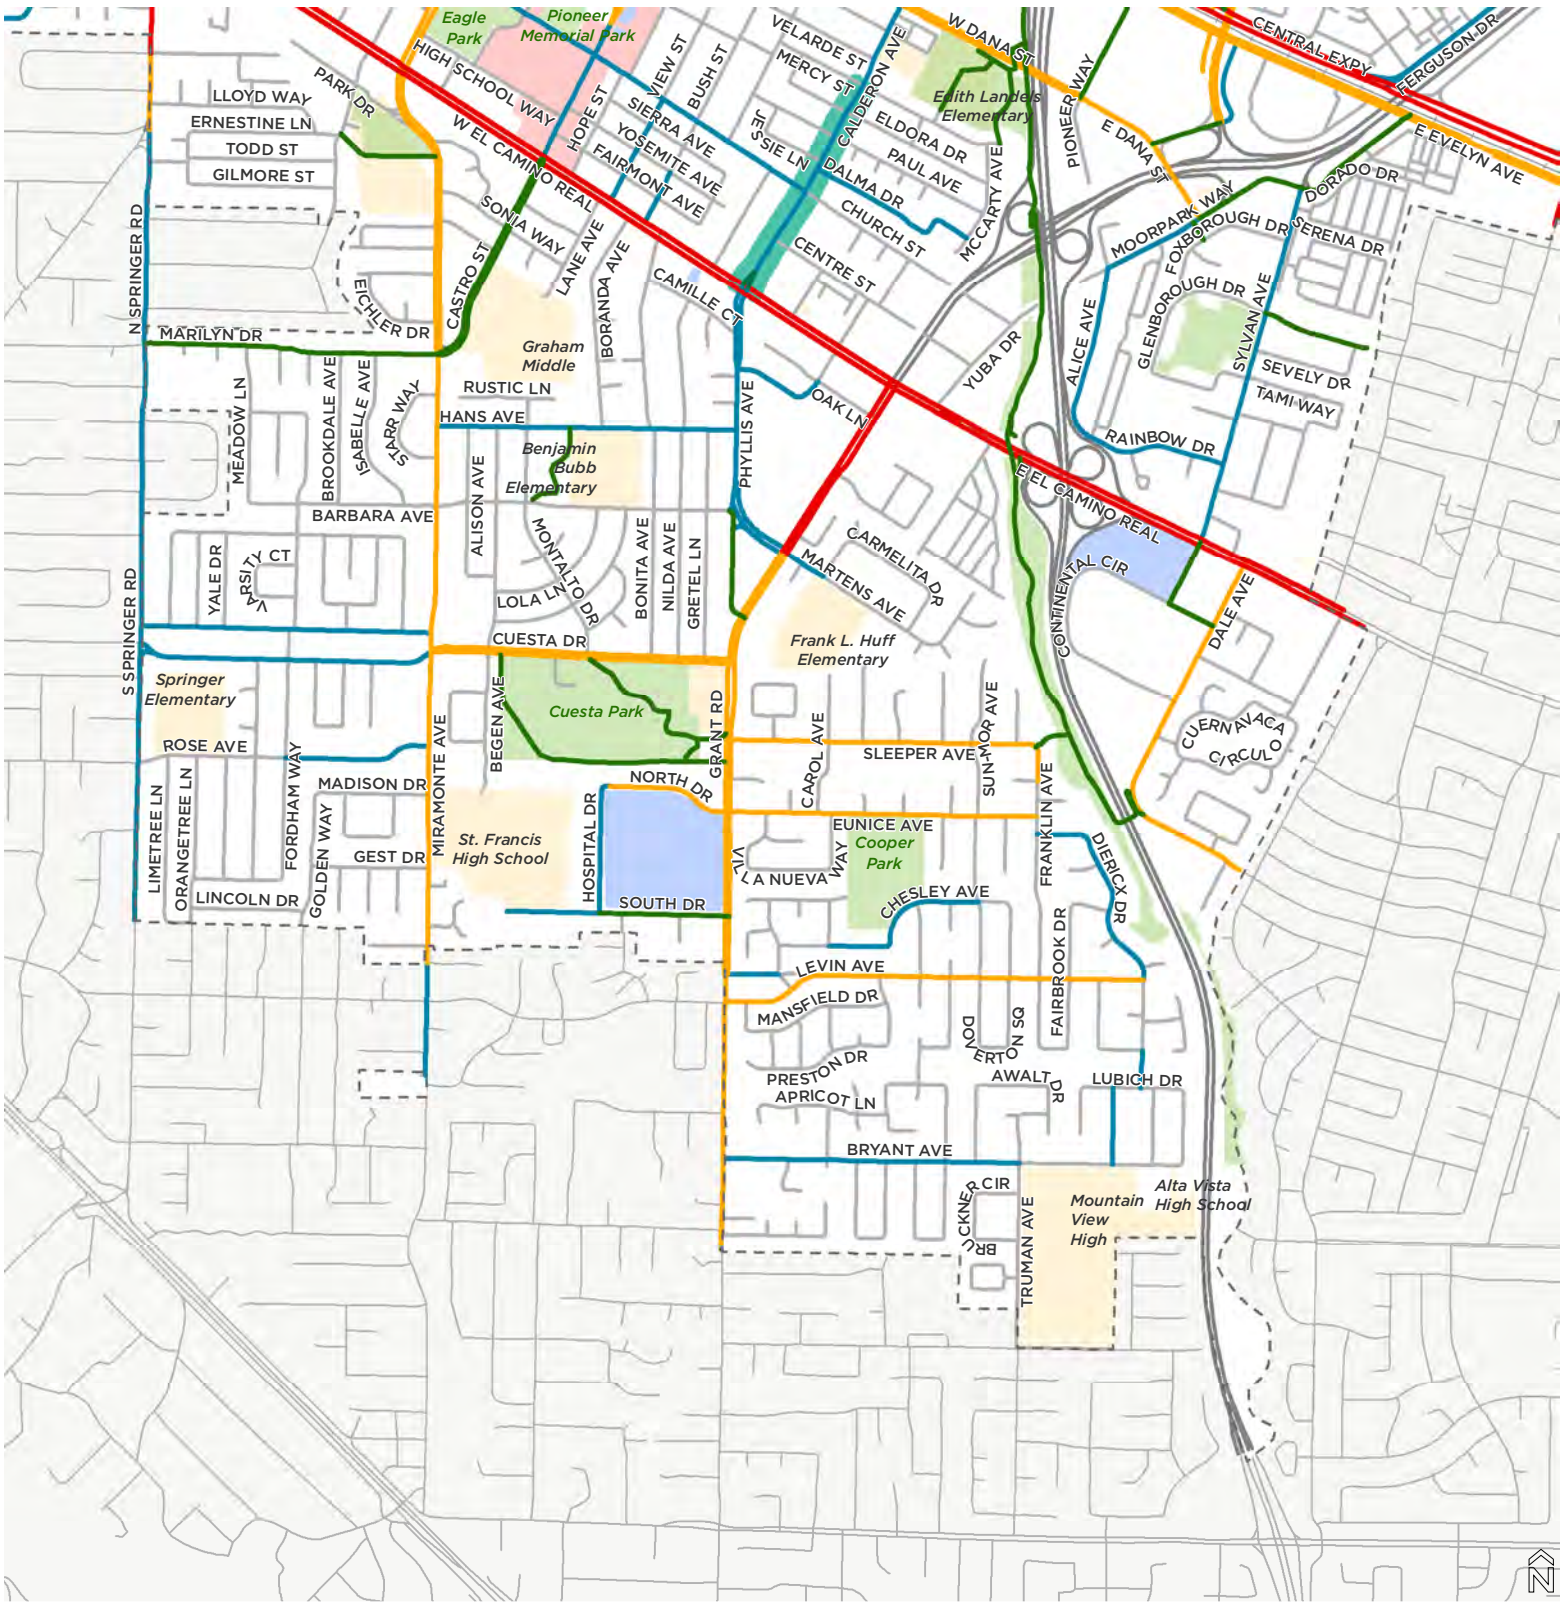 Eagle
Park
Pioneer
Memorial Park
HIGH SCHOOL WAY
VIEW ST
BUSH ST
VELARDE ST
MERCY ST
CALDERON AVE
W DANA ST
CENTRAL EXPY
FERGUSON DR
PARK DR
LLOYD WAY
ERNESTINE LN
TODD ST
GILMORE ST
W EL CAMINO REAL
HOPE ST
SIERRA AVE
YOSEMITE AVE
FAIRMONT AVE
JESSIE LN
ELDORA DR
PAUL AVE
DALMA DR
Edith Landels
Elementary
PIONEER WAY
E DANA ST
E EVELYN AVE
DORADO DR
MCCARTY AVE
MOORPARK WAY
FOXBOROUGH DR
SERENA DR
N SPRINGER RD
SONIA WAY
CASTRO ST
LANE AVE
BORANDA AVE
CHURCH ST
CENTRE ST
CAMILLE CT
EICHLER DR
GLENBOROUGH DR
SYLVAN AVE
ALICE AVE
YUBA DR
MARILYN DR
Graham
Middle
RUSTIC LN
HANS AVE
PHYLLIS AVE
OAK LN
SEVELY DR
TAMI WAY
RAINBOW DR
MEADOW LN
BROOKDALE AVE
ISABELLE AVE
STARR WAY
Benjamin
Bubb
Elementary
E EL CAMINO REAL
BARBARA AVE
ALISON AVE
MONTALTO DR
BONITA AVE
NILDA AVE
GRETEL LN
CARMELITA DR
MARTENS AVE
CONTINENTAL CIR
YALE DR
VARSITY CT
LOLA LN
DALE AVE
S SPRINGER RD
CUESTA DR
Frank L. Huff
Elementary
Springer
Elementary
BEGEN AVE
Cuesta Park
GRANT RD
CAROL AVE
SLEEPER AVE
SUN-MOR AVE
CUERNAVACA
CIRCULO
ROSE AVE
MIRAMONTE AVE
LIMETREE LN
ORANGETREE LN
FORDHAM WAY
MADISON DR
GOLDEN WAY
GEST DR
LINCOLN DR
St. Francis
High School
HOSPITAL DR
NORTH DR
SOUTH DR
VILLA NUEVA
WAY
EUNICE AVE
Cooper
Park
CHESLEY AVE
FRANKLIN AVE
DIERICX DR
FAIRBROOK DR
LEVIN AVE
MANSFIELD DR
DOVERTON SQ
PRESTON DR
APRICOT LN
AWALT DR
LUBICH DR
BRYANT AVE
BRUCKNER CIR
TRUMAN AVE
Mountain
View
High
Alta Vista
High School
N